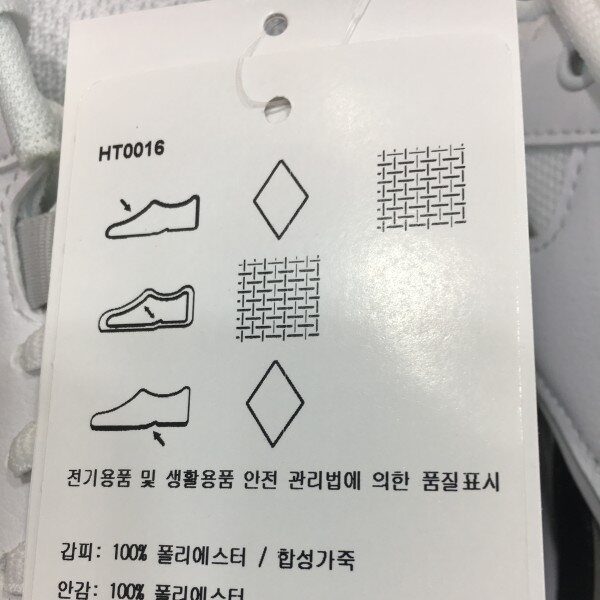 HT0016
전기용품 및 생활용품 안전 관리법에 의한 품질표시
갑피: 100% 폴리에스터 / 합성가죽
안감: 100% 폴리에스터